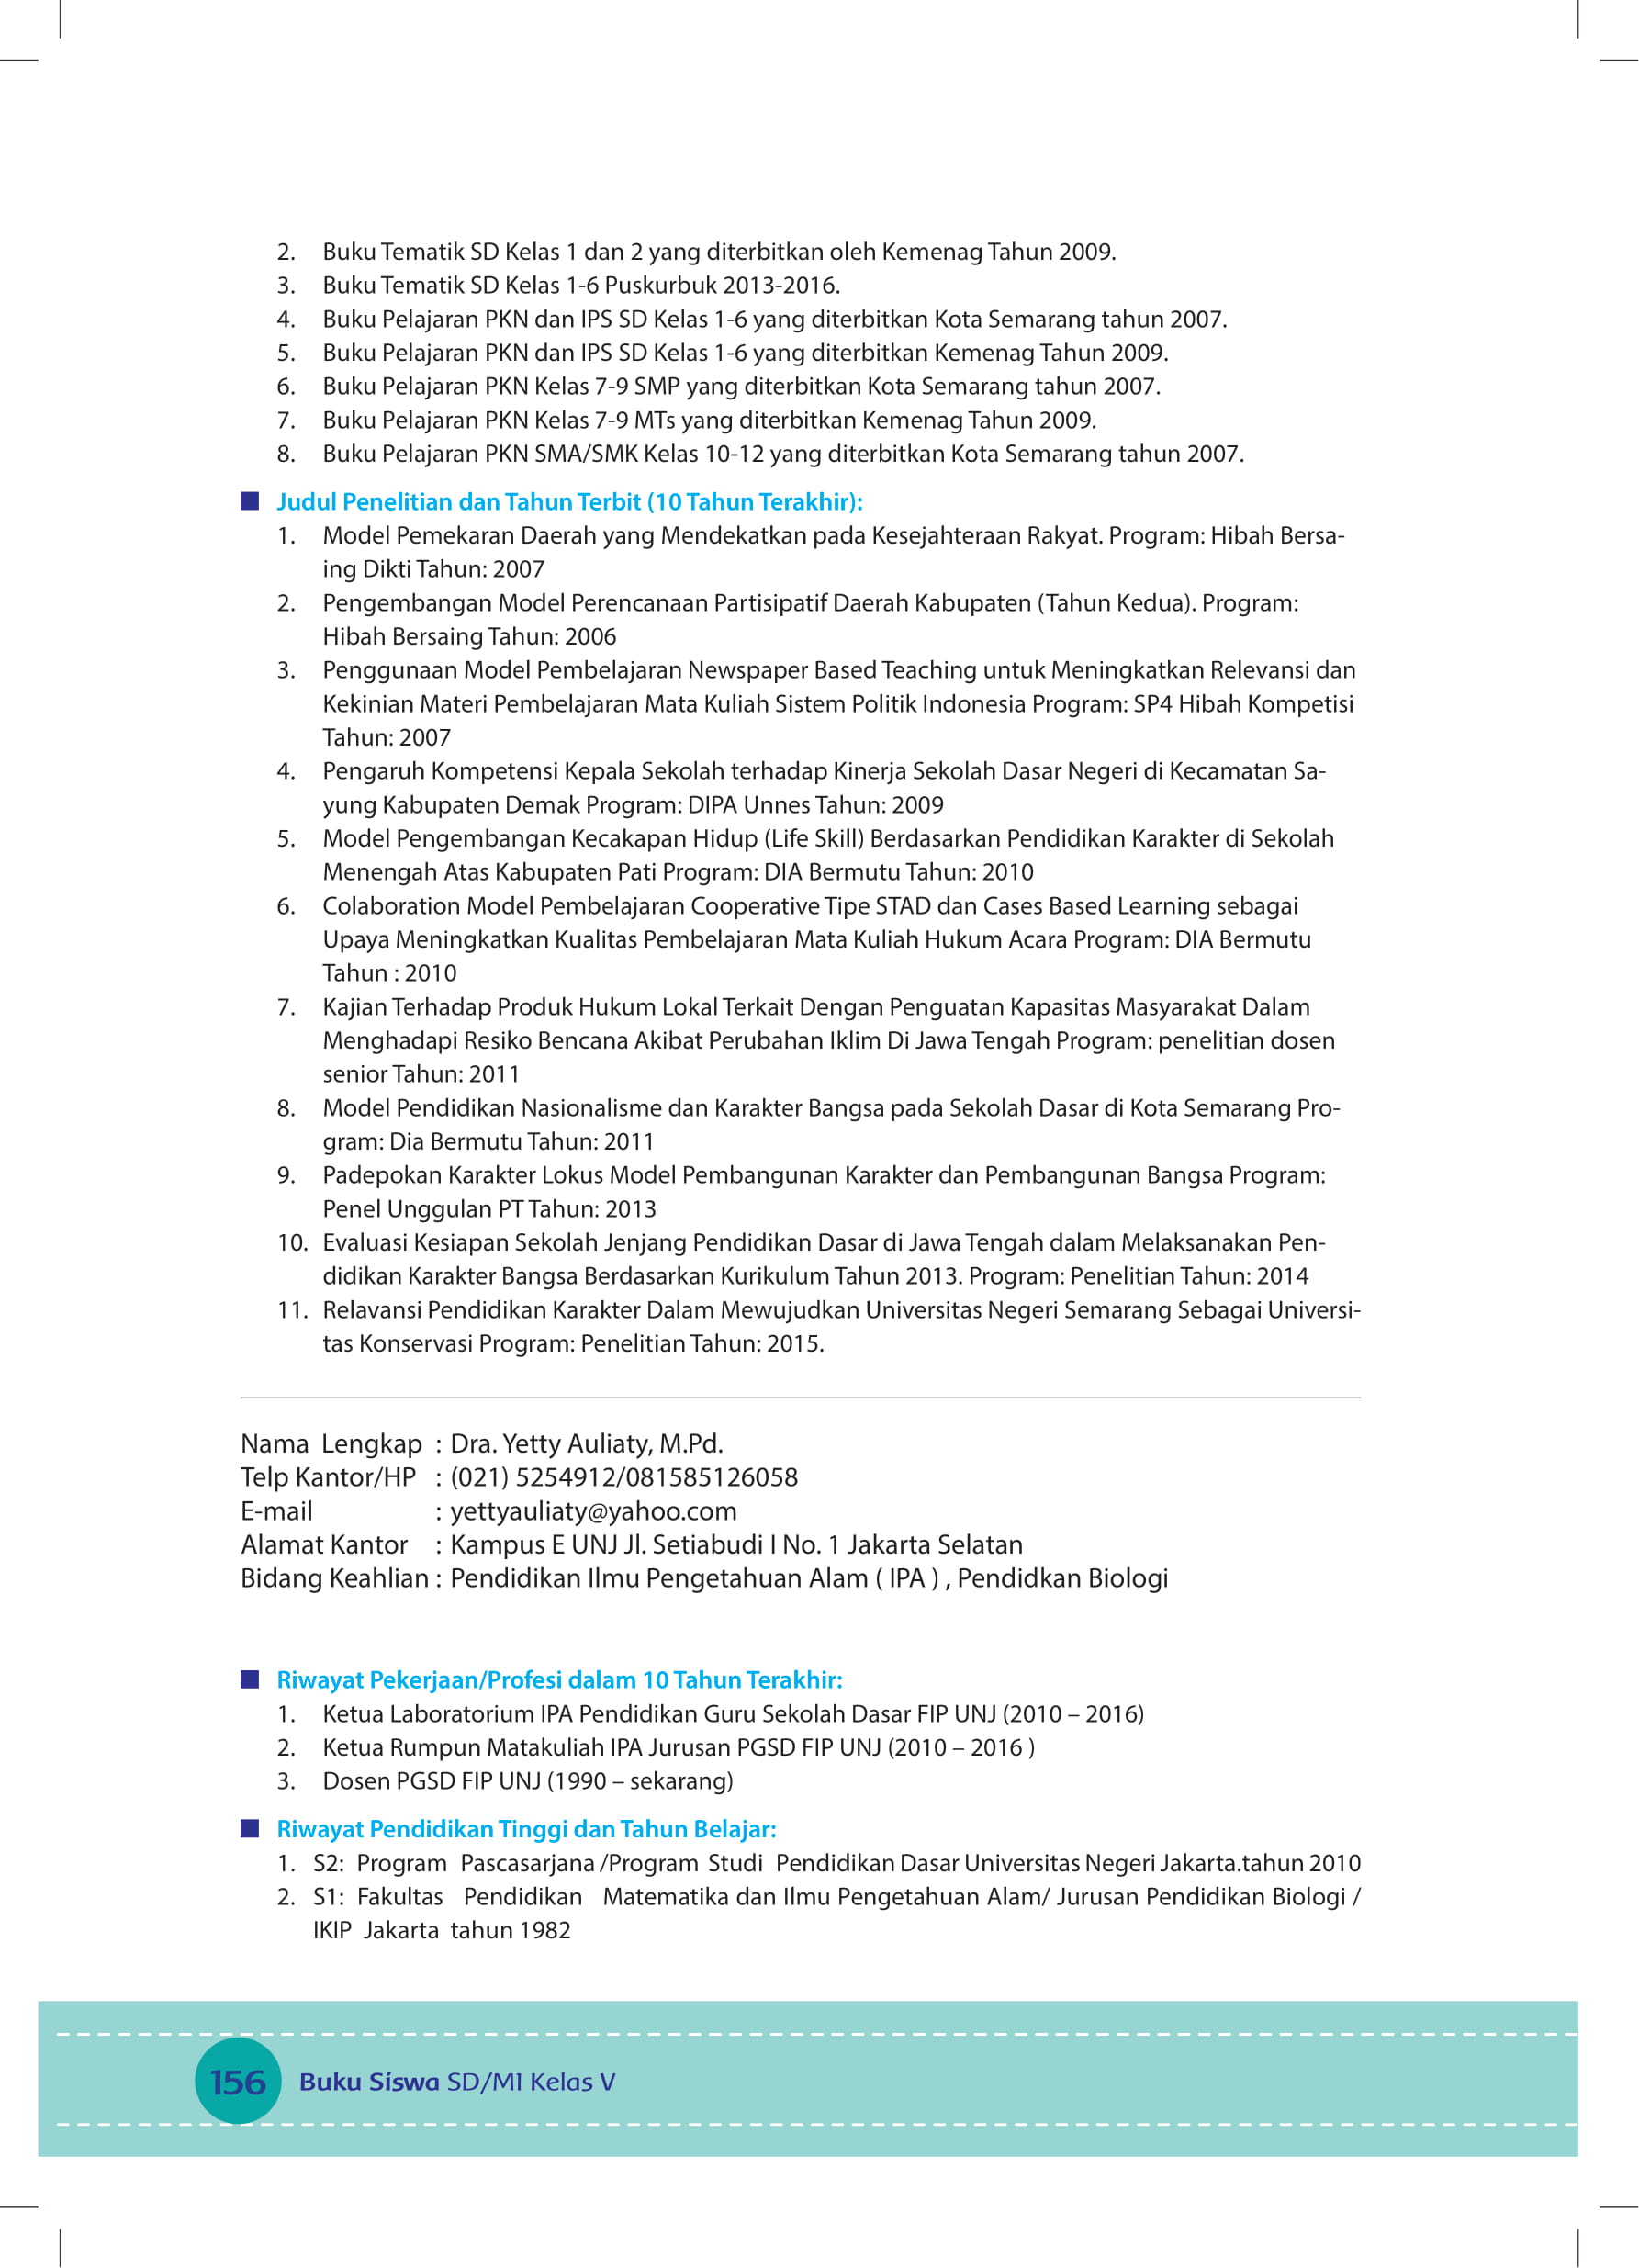 2. Buku Tematik SD Kelas 1 dan 2 yang diterbitkan oleh Kemenag Tahun 2009.
3. Buku Tematik SD Kelas 1-6 Puskurbuk 2013-2016.
4. Buku Pelajaran PKN dan IPS SD Kelas 1-6 yang diterbitkan Kota Semarang tahun 2007.
5. Buku Pelajaran PKN dan IPS SD Kelas 1-6 yang diterbitkan Kemenag Tahun 2009.
6. Buku Pelajaran PKN Kelas 7-9 SMP yang diterbitkan Kota Semarang tahun 2007.
7. Buku Pelajaran PKN Kelas 7-9 MTs yang diterbitkan Kemenag Tahun 2009.
8. Buku Pelajaran PKN SMA/SMK Kelas 10-12 yang diterbitkan Kota Semarang tahun 2007.
Judul Penelitian dan Tahun Terbit (10 Tahun Terakhir):
1. Model Pemekaran Daerah yang Mendekatkan pada Kesejahteraan Rakyat. Program: Hibah Bersa-
ing Dikti Tahun: 2007
2. Pengembangan Model Perencanaan Partisipatif Daerah Kabupaten (Tahun Kedua). Program:
Hibah Bersaing Tahun: 2006
3. Penggunaan Model Pembelajaran Newspaper Based Teaching untuk Meningkatkan Relevansi dan
Kekinian Materi Pembelajaran Mata Kuliah Sistem Politik Indonesia Program: SP4 Hibah Kompetisi
Tahun: 2007
4. Pengaruh Kompetensi Kepala Sekolah terhadap Kinerja Sekolah Dasar Negeri di Kecamatan Sa-
yung Kabupaten Demak Program: DIPA Unnes Tahun: 2009
5. Model Pengembangan Kecakapan Hidup (Life Skill) Berdasarkan Pendidikan Karakter di Sekolah
Menengah Atas Kabupaten Pati Program: DIA Bermutu Tahun: 2010
6. Colaboration Model Pembelajaran Cooperative Tipe STAD dan Cases Based Learning sebagai
Upaya Meningkatkan Kualitas Pembelajaran Mata Kuliah Hukum Acara Program: DIA Bermutu
Tahun : 2010
7. Kajian Terhadap Produk Hukum Lokal Terkait Dengan Penguatan Kapasitas Masyarakat Dalam
Menghadapi Resiko Bencana Akibat Perubahan Iklim Di Jawa Tengah Program: penelitian dosen
senior Tahun: 2011
8. Model Pendidikan Nasionalisme dan Karakter Bangsa pada Sekolah Dasar di Kota Semarang Pro-
gram: Dia Bermutu Tahun: 2011
9. Padepokan Karakter Lokus Model Pembangunan Karakter dan Pembangunan Bangsa Program:
Penel Unggulan PT Tahun: 2013
10. Evaluasi Kesiapan Sekolah Jenjang Pendidikan Dasar di Jawa Tengah dalam Melaksanakan Pen-
didikan Karakter Bangsa Berdasarkan Kurikulum Tahun 2013. Program: Penelitian Tahun: 2014
11. Relavansi Pendidikan Karakter Dalam Mewujudkan Universitas Negeri Semarang Sebagai Universi-
tas Konservasi Program: Penelitian Tahun: 2015.
Nama Lengkap : Dra. Yetty Auliaty, M.Pd.
Telp Kantor/HP : (021) 5254912/081585126058
E-mail : yettyauliaty@yahoo.com
Alamat Kantor : Kampus E UNJ Jl. Setiabudi I No. 1 Jakarta Selatan
Bidang Keahlian : Pendidikan Ilmu Pengetahuan Alam ( IPA ) , Pendidkan Biologi
Riwayat Pekerjaan/Profesi dalam 10 Tahun Terakhir:
1. Ketua Laboratorium IPA Pendidikan Guru Sekolah Dasar FIP UNJ (2010 – 2016)
2. Ketua Rumpun Matakuliah IPA Jurusan PGSD FIP UNJ (2010 – 2016 )
3. Dosen PGSD FIP UNJ (1990 – sekarang)
Riwayat Pendidikan Tinggi dan Tahun Belajar:
1. S2: Program Pascasarjana /Program Studi Pendidikan Dasar Universitas Negeri Jakarta.tahun 2010
2. S1: Fakultas Pendidikan Matematika dan Ilmu Pengetahuan Alam/ Jurusan Pendidikan Biologi /
IKIP Jakarta tahun 1982
156 Buku Siswa SD/MI Kelas V